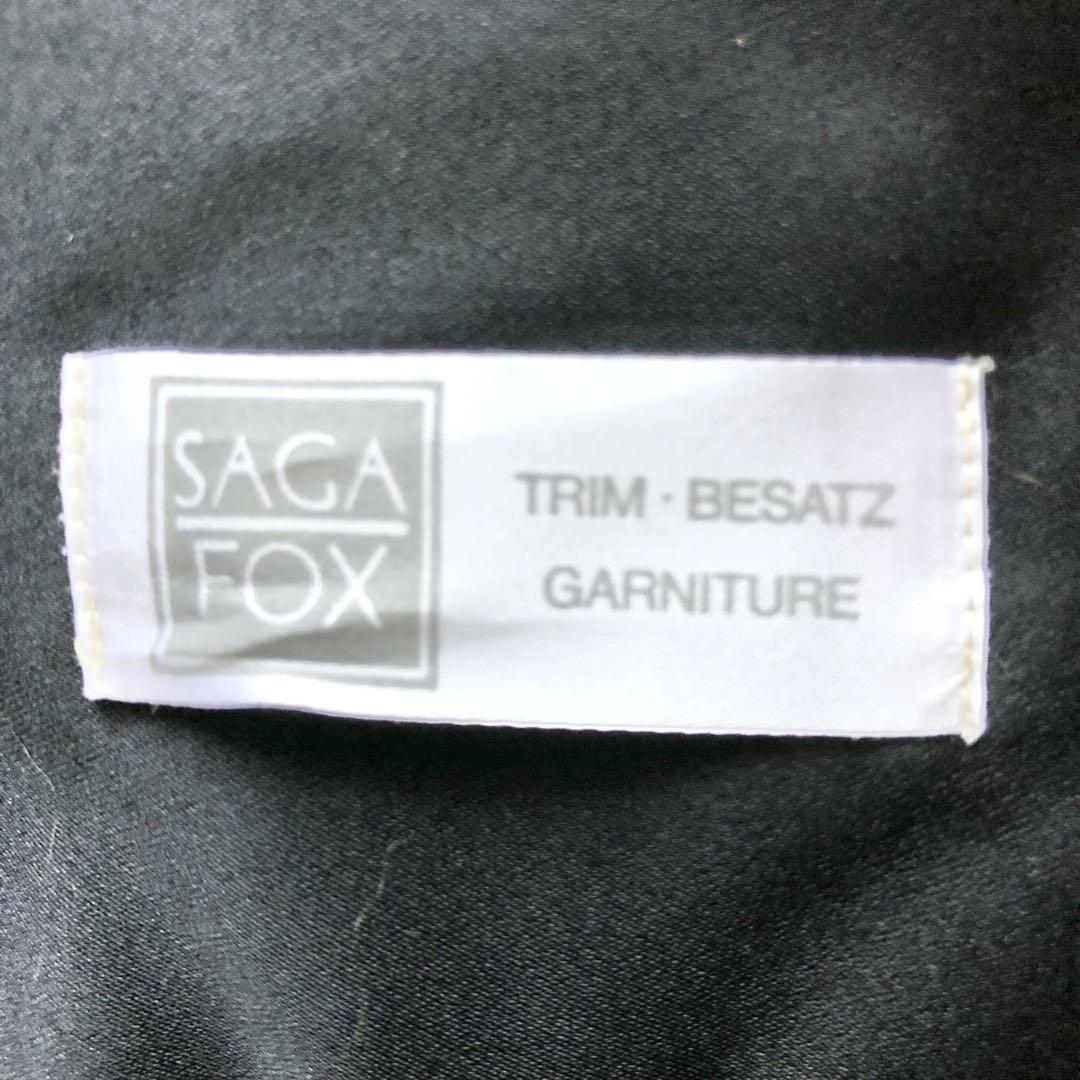 SAGA
FOX
TRIM · BESATZ
GARNITURE